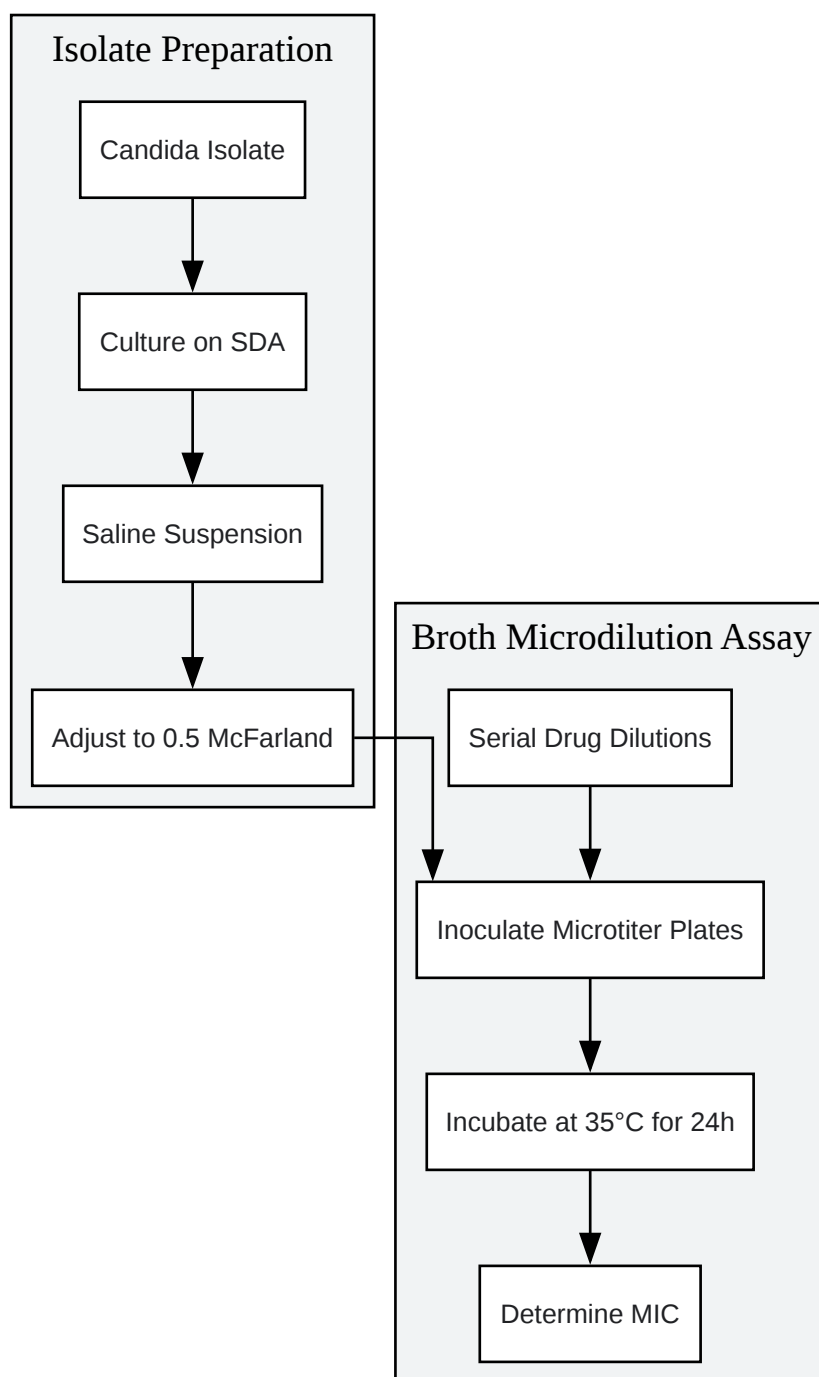 Isolate Preparation
Candida Isolate
Culture on SDA
Saline Suspension
Adjust to 0.5 McFarland
Broth Microdilution Assay
Serial Drug Dilutions
Inoculate Microtiter Plates
Incubate at 35°C for 24h
Determine MIC